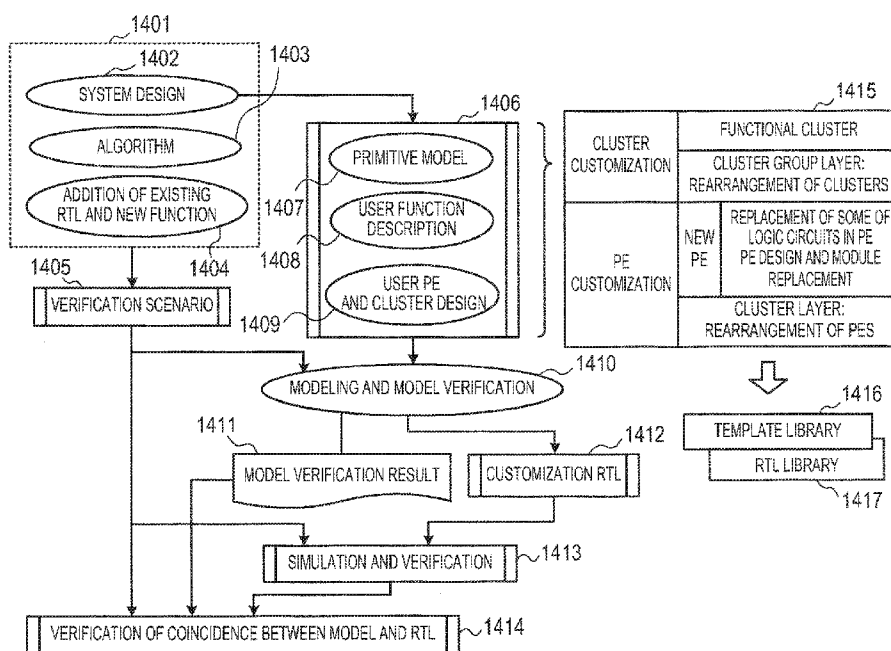 1401
1402
SYSTEM DESIGN
1403
ALGORITHM
ADDITION OF EXISTING
RTL AND NEW FUNCTION
1404
1405
VERIFICATION SCENARIO
1406
PRIMITIVE MODEL
1407
USER FUNCTION
DESCRIPTION
1408
USER PE
AND CLUSTER DESIGN
1409
1415
CLUSTER
CUSTOMIZATION
FUNCTIONAL CLUSTER
CLUSTER GROUP LAYER:
REARRANGEMENT OF CLUSTERS
PE
CUSTOMIZATION
NEW
PE
REPLACEMENT OF SOME OF
LOGIC CIRCUITS IN PE
PE DESIGN AND MODULE
REPLACEMENT
CLUSTER LAYER:
REARRANGEMENT OF PES
1410
MODELING AND MODEL VERIFICATION
1411
MODEL VERIFICATION RESULT
1412
CUSTOMIZATION RTL
1416
TEMPLATE LIBRARY
RTL LIBRARY
1417
SIMULATION AND VERIFICATION
1413
VERIFICATION OF COINCIDENCE BETWEEN MODEL AND RTL
1414